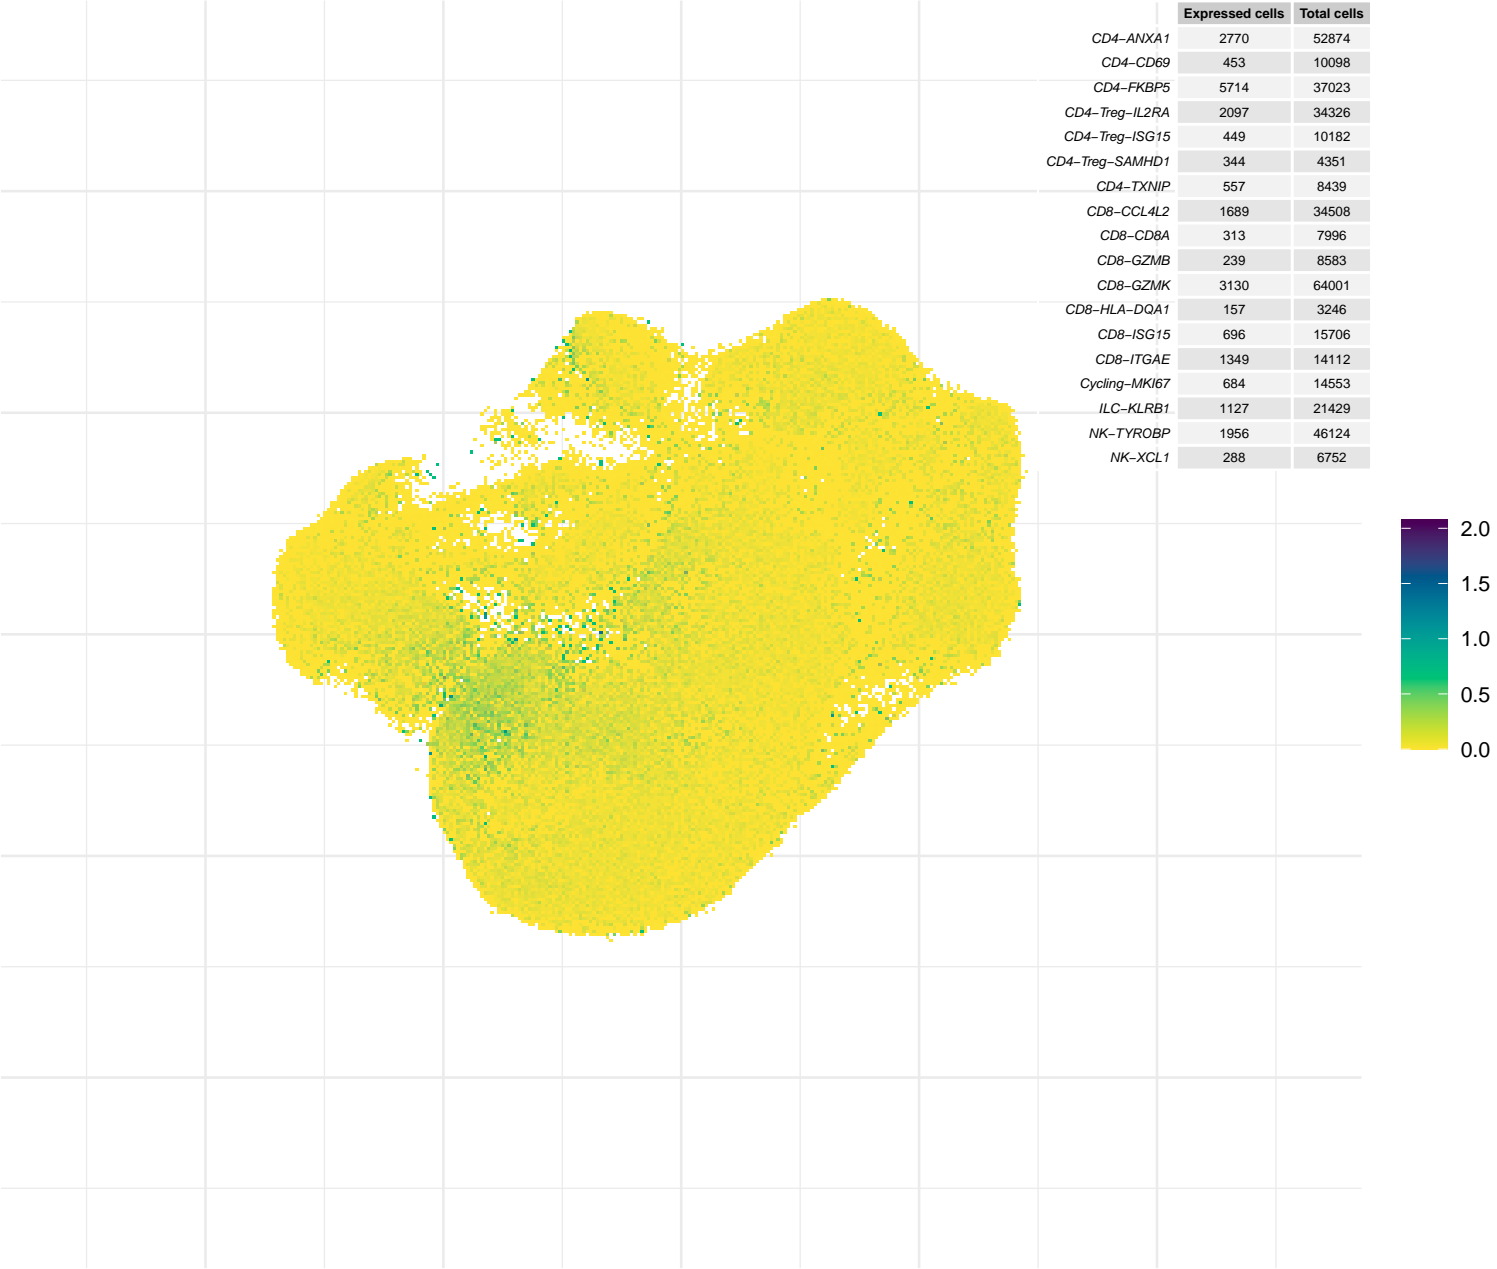 Expressed cells Total cells
CD4−ANXA1 2770 52874
CD4−CD69 453 10098
CD4−FKBP5 5714 37023
CD4−Treg−IL2RA 2097 34326
CD4−Treg−ISG15 449 10182
CD4−Treg−SAMHD1 344 4351
CD4−TXNIP 557 8439
CD8−CCL4L2 1689 34508
CD8−CD8A 313 7996
CD8−GZMB 239 8583
CD8−GZMK 3130 64001
CD8−HLA−DQA1 157 3246
CD8−ISG15 696 15706
CD8−ITGAE 1349 14112
Cycling−MKI67 684 14553
ILC−KLRB1 1127 21429
NK−TYROBP 1956 46124
NK−XCL1 288 6752
2.0
1.5
1.0
0.5
0.0